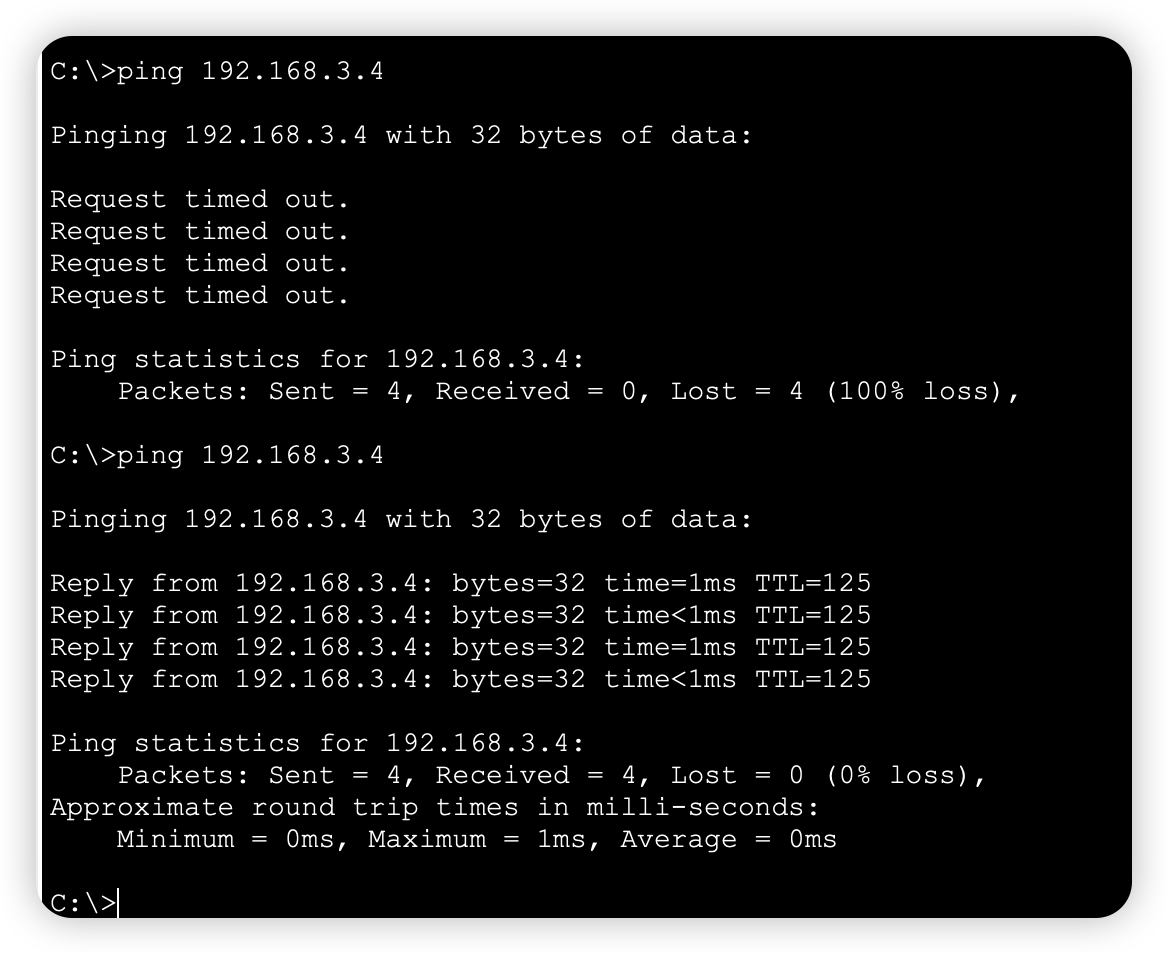 C:\>ping 192.168.3.4
Pinging 192.168.3.4 with 32 bytes of data:
Request timed out.
Request timed out.
Request timed out.
Request timed out.
Ping statistics for 192.168.3.4:
    Packets: Sent = 4, Received = 0, Lost = 4 (100% loss),
C:\>ping 192.168.3.4
Pinging 192.168.3.4 with 32 bytes of data:
Reply from 192.168.3.4: bytes=32 time=1ms TTL=125
Reply from 192.168.3.4: bytes=32 time<1ms TTL=125
Reply from 192.168.3.4: bytes=32 time=1ms TTL=125
Reply from 192.168.3.4: bytes=32 time<1ms TTL=125
Ping statistics for 192.168.3.4:
    Packets: Sent = 4, Received = 4, Lost = 0 (0% loss),
Approximate round trip times in milli-seconds:
    Minimum = 0ms, Maximum = 1ms, Average = 0ms
C:\>